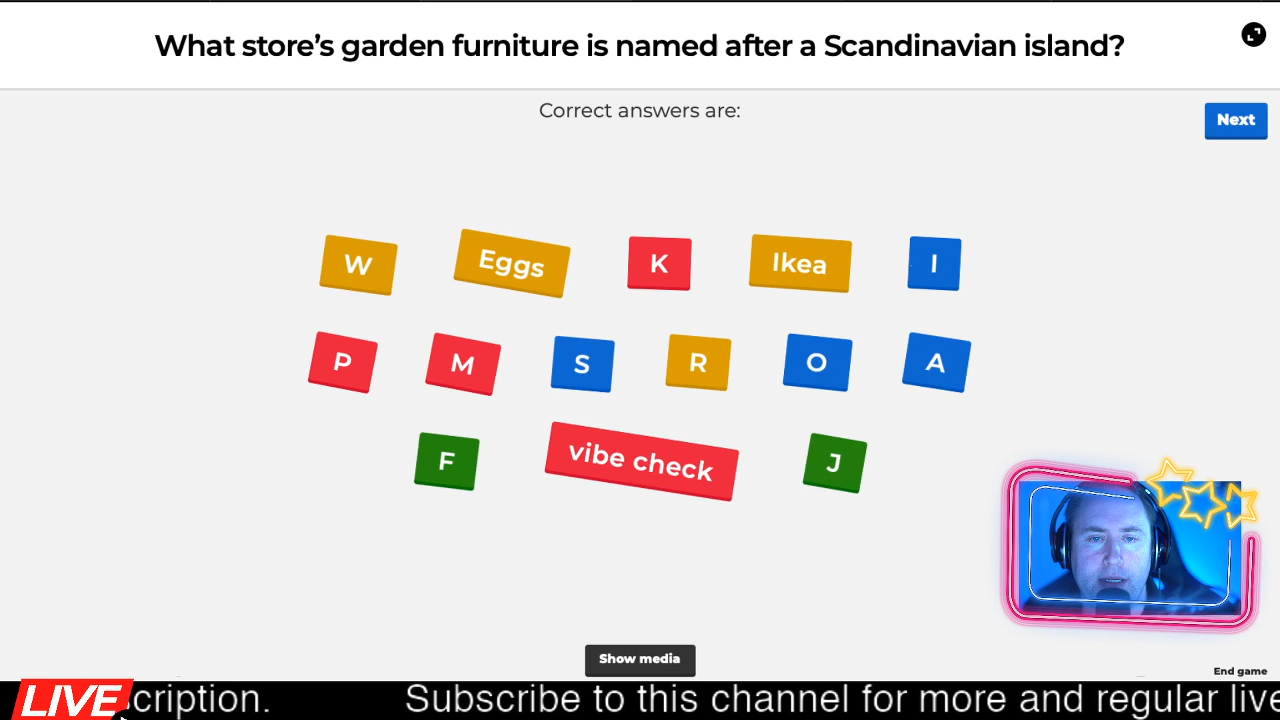 What store's garden furniture is named after a Scandinavian island?
Correct answers are:
Next
W Eggs K Ikea I
P M S R O A
F vibe check J
Show media
End game
LIVE cription. Subscribe to this channel for more and regular live